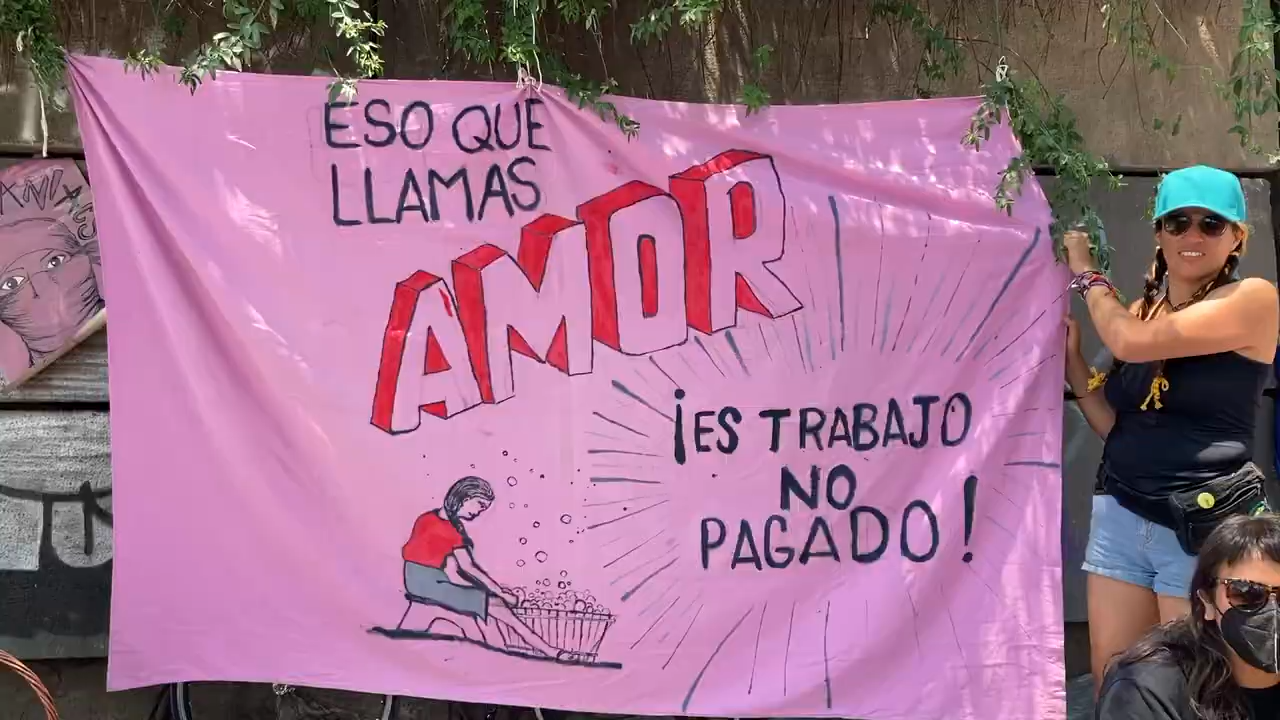 ESO QUE
LLAMAS
AMOR
¡ES TRABAJO
NO
PAGADO!